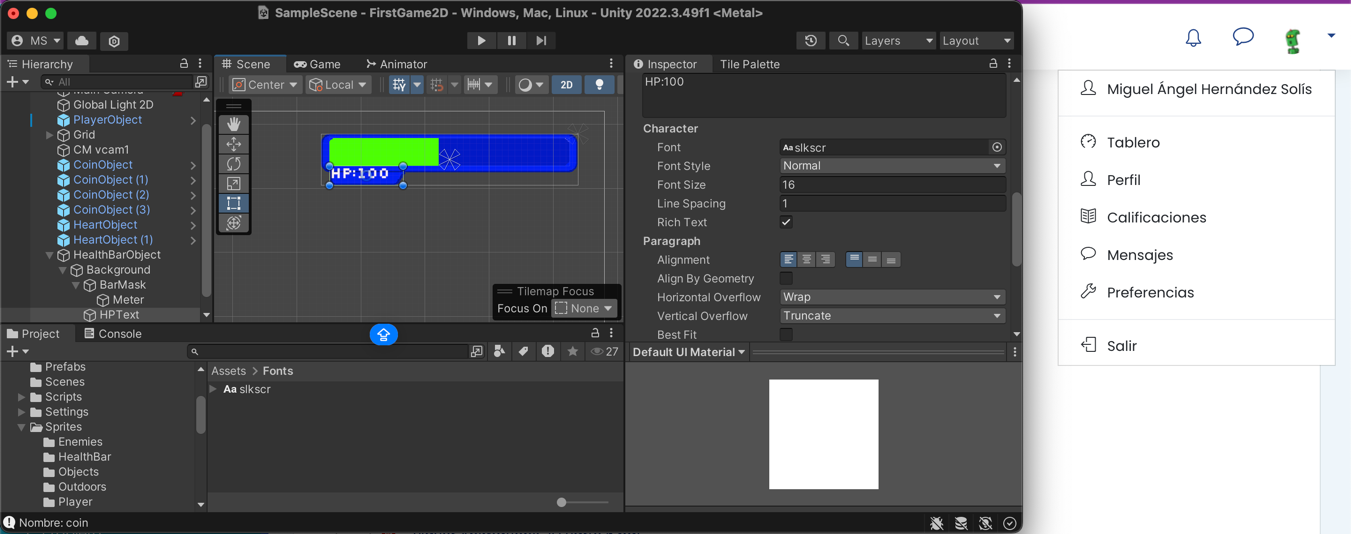 SampleScene - FirstGame2D - Windows, Mac, Linux - Unity 2022.3.49f1 <Metal>
MS
Layers
Layout
Hierarchy
All
Main Camera
Global Light 2D
PlayerObject
Grid
CM vcam1
CoinObject
CoinObject (1)
CoinObject (2)
CoinObject (3)
HeartObject
HeartObject (1)
HealthBarObject
Background
BarMask
Meter
HPText
Scene
Game
Animator
Center
Local
2D
HP:100
Tilemap Focus
Focus On
None
Inspector
Tile Palette
HP:100
Character
Font
Aa slkscr
Font Style
Normal
Font Size
16
Line Spacing
1
Rich Text
Paragraph
Alignment
Align By Geometry
Horizontal Overflow
Wrap
Vertical Overflow
Truncate
Best Fit
Default UI Material
Project
Console
27
Prefabs
Scenes
Scripts
Settings
Sprites
Enemies
HealthBar
Objects
Outdoors
Player
Assets > Fonts
Aa slkscr
Nombre: coin
Miguel Ángel Hernández Solís
Tablero
Perfil
Calificaciones
Mensajes
Preferencias
Salir